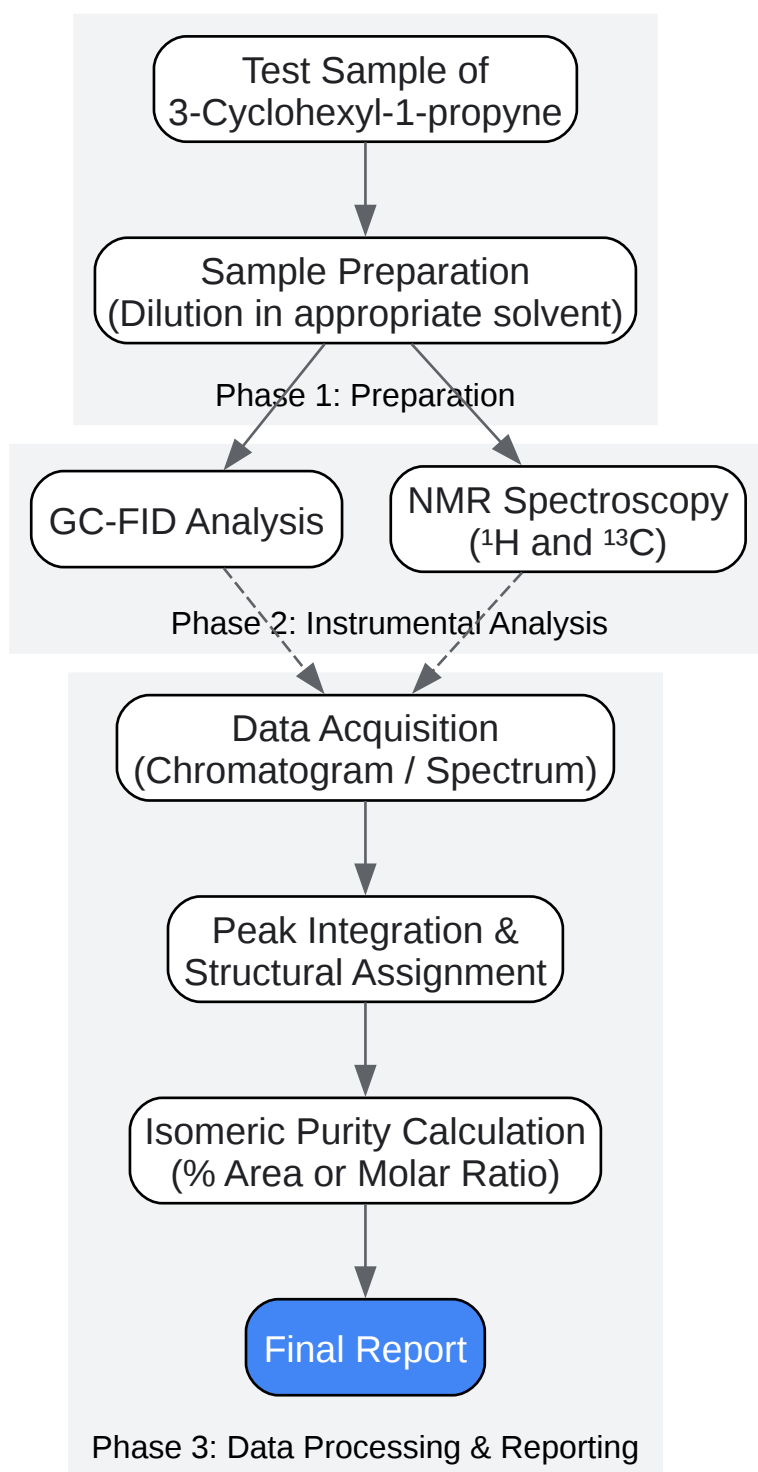 Test Sample of
3-Cyclohexyl-1-propyne
Sample Preparation
(Dilution in appropriate solvent)
Phase 1: Preparation
GC-FID Analysis
NMR Spectroscopy
(¹H and ¹³C)
Phase 2: Instrumental Analysis
Data Acquisition
(Chromatogram / Spectrum)
Peak Integration &
Structural Assignment
Isomeric Purity Calculation
(% Area or Molar Ratio)
Final Report
Phase 3: Data Processing & Reporting